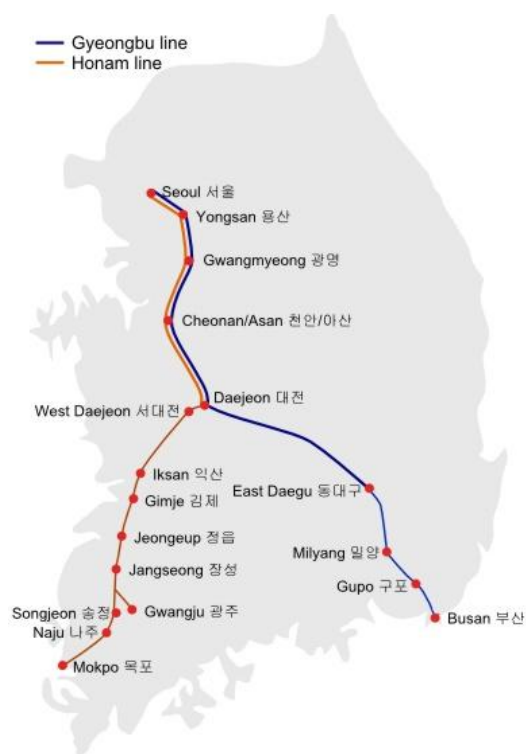 Gyeongbu line
Honam line
Seoul 서울
Yongsan 용산
Gwangmyeong 광명
Cheonan/Asan 천안/아산
Daejeon 대전
West Daejeon 서대전
Iksan 익산
East Daegu 동대구
Gimje 김제
Jeongeup 정읍
Milyang 밀양
Jangseong 장성
Gupo 구포
Songjeon 송정
Gwangju 광주
Busan 부산
Naju 나주
Mokpo 목포